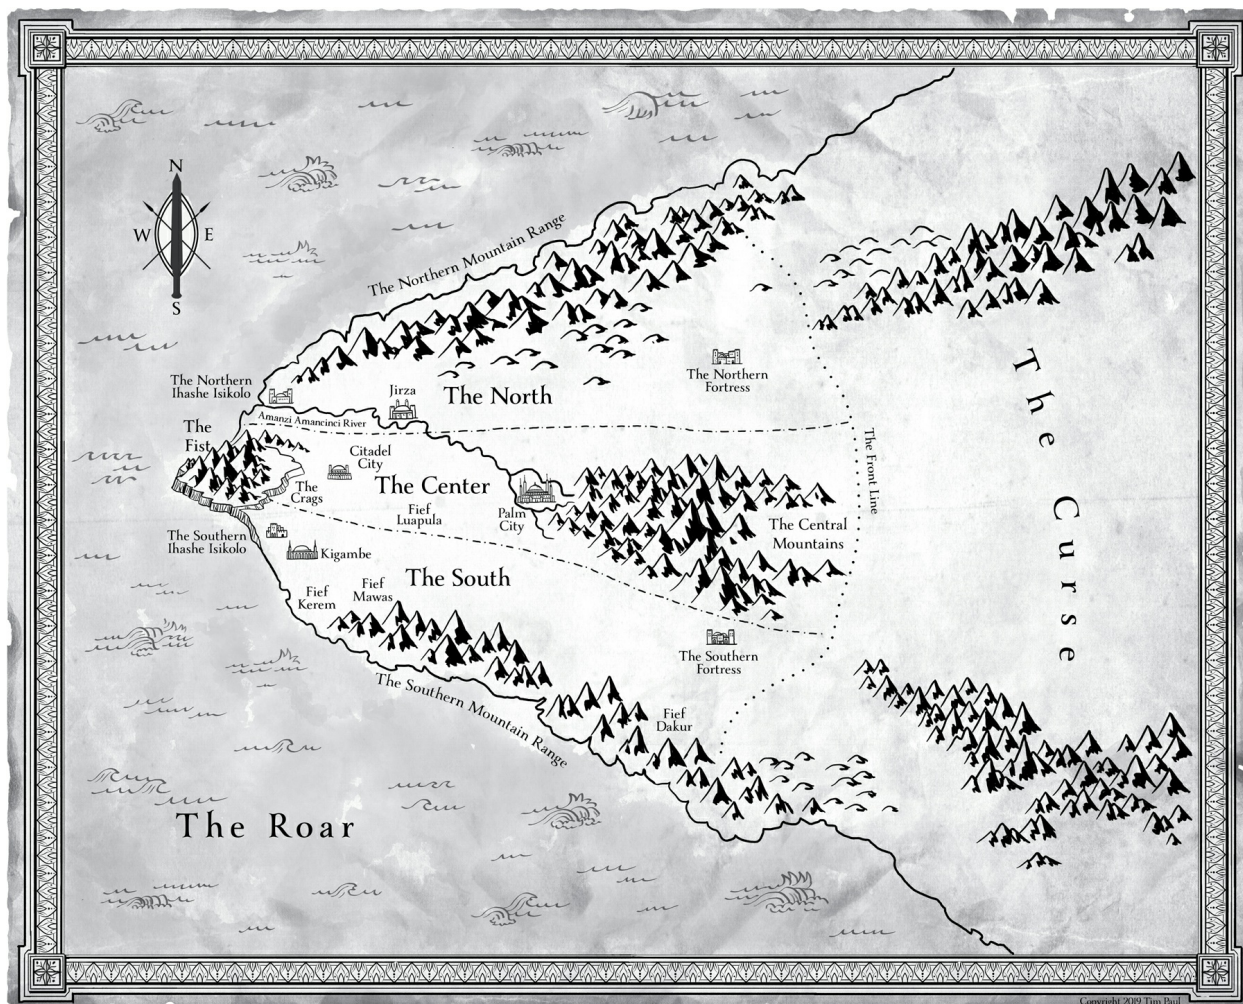 N
W
E
S
The Northern Mountain Range
The Northern
Ihashe Isikolo
Jirza
The North
The Northern
Fortress
Amanzi Amancinci River
The
Fist
Citadel
City
The
Crags
The Center
Fief
Luapula
Palm
City
The Central
Mountains
The Front Line
The Curse
The Southern
Ihashe Isikolo
Kigambe
The South
Fief
Kerem
Fief
Mawas
The Southern
Fortress
The Southern Mountain Range
Fief
Dakur
The Roar
Copyright 2019 Tim Paul